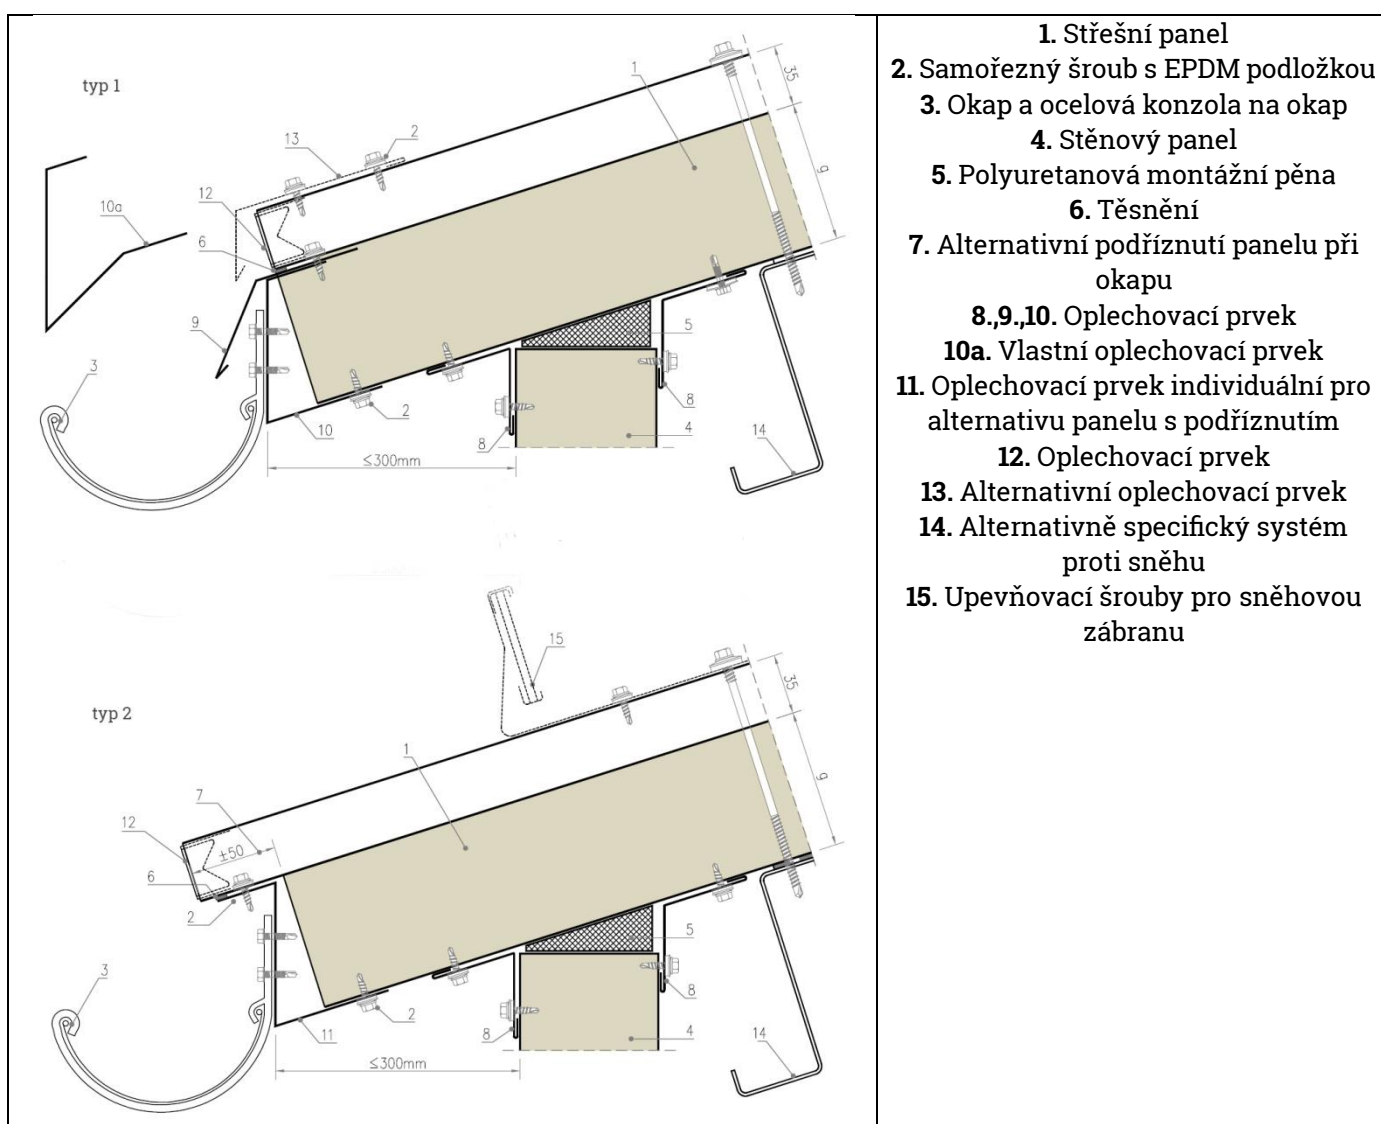 typ 1
1
35
g
2
13
12
10a
6
9
3
5
2
10
8
8
4
14
≤300mm
15
typ 2
35
1
g
7
12
±50
6
2
3
5
2
8
8
4
11
14
≤300mm
1. Střešní panel
2. Samořezný šroub s EPDM podložkou
3. Okap a ocelová konzola na okap
4. Stěnový panel
5. Polyuretanová montážní pěna
6. Těsnění
7. Alternativní podříznutí panelu při
okapu
8.,9.,10. Oplechovací prvek
10a. Vlastní oplechovací prvek
11. Oplechovací prvek individuální pro
alternativu panelu s podříznutím
12. Oplechovací prvek
13. Alternativní oplechovací prvek
14. Alternativně specifický systém
proti sněhu
15. Upevňovací šrouby pro sněhovou
zábranu